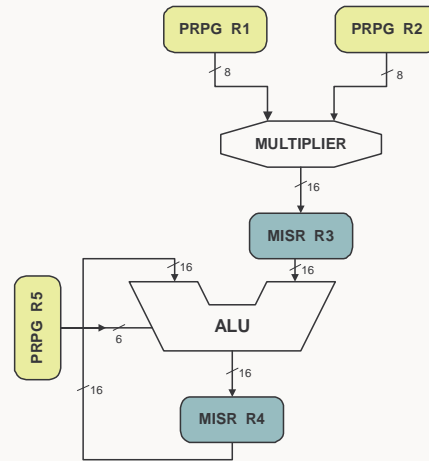 PRPG R1
PRPG R2
8
8
MULTIPLIER
16
MISR R3
16
16
PRPG R5
6
ALU
16
16
MISR R4